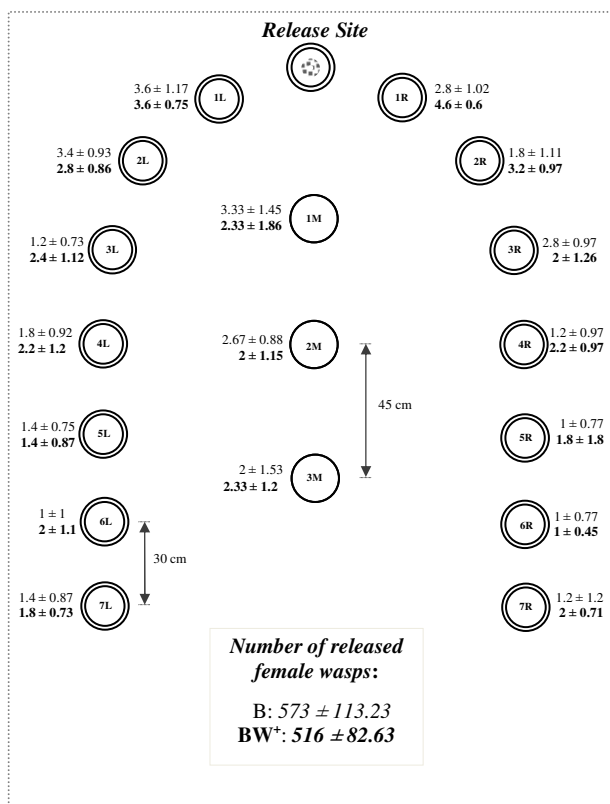 Release Site
3.6 ± 1.17
3.6 ± 0.75
1L
1R
2.8 ± 1.02
4.6 ± 0.6
3.4 ± 0.93
2.8 ± 0.86
2L
2R
1.8 ± 1.11
3.2 ± 0.97
3.33 ± 1.45
2.33 ± 1.86
1M
1.2 ± 0.73
2.4 ± 1.12
3L
3R
2.8 ± 0.97
2 ± 1.26
1.8 ± 0.92
2.2 ± 1.2
4L
2.67 ± 0.88
2 ± 1.15
2M
4R
1.2 ± 0.97
2.2 ± 0.97
45 cm
1.4 ± 0.75
1.4 ± 0.87
5L
5R
1 ± 0.77
1.8 ± 1.8
2 ± 1.53
2.33 ± 1.2
3M
1 ± 1
2 ± 1.1
6L
6R
1 ± 0.77
1 ± 0.45
30 cm
1.4 ± 0.87
1.8 ± 0.73
7L
7R
1.2 ± 1.2
2 ± 0.71
Number of released
female wasps:
B: 573 ± 113.23
BW⁺: 516 ± 82.63